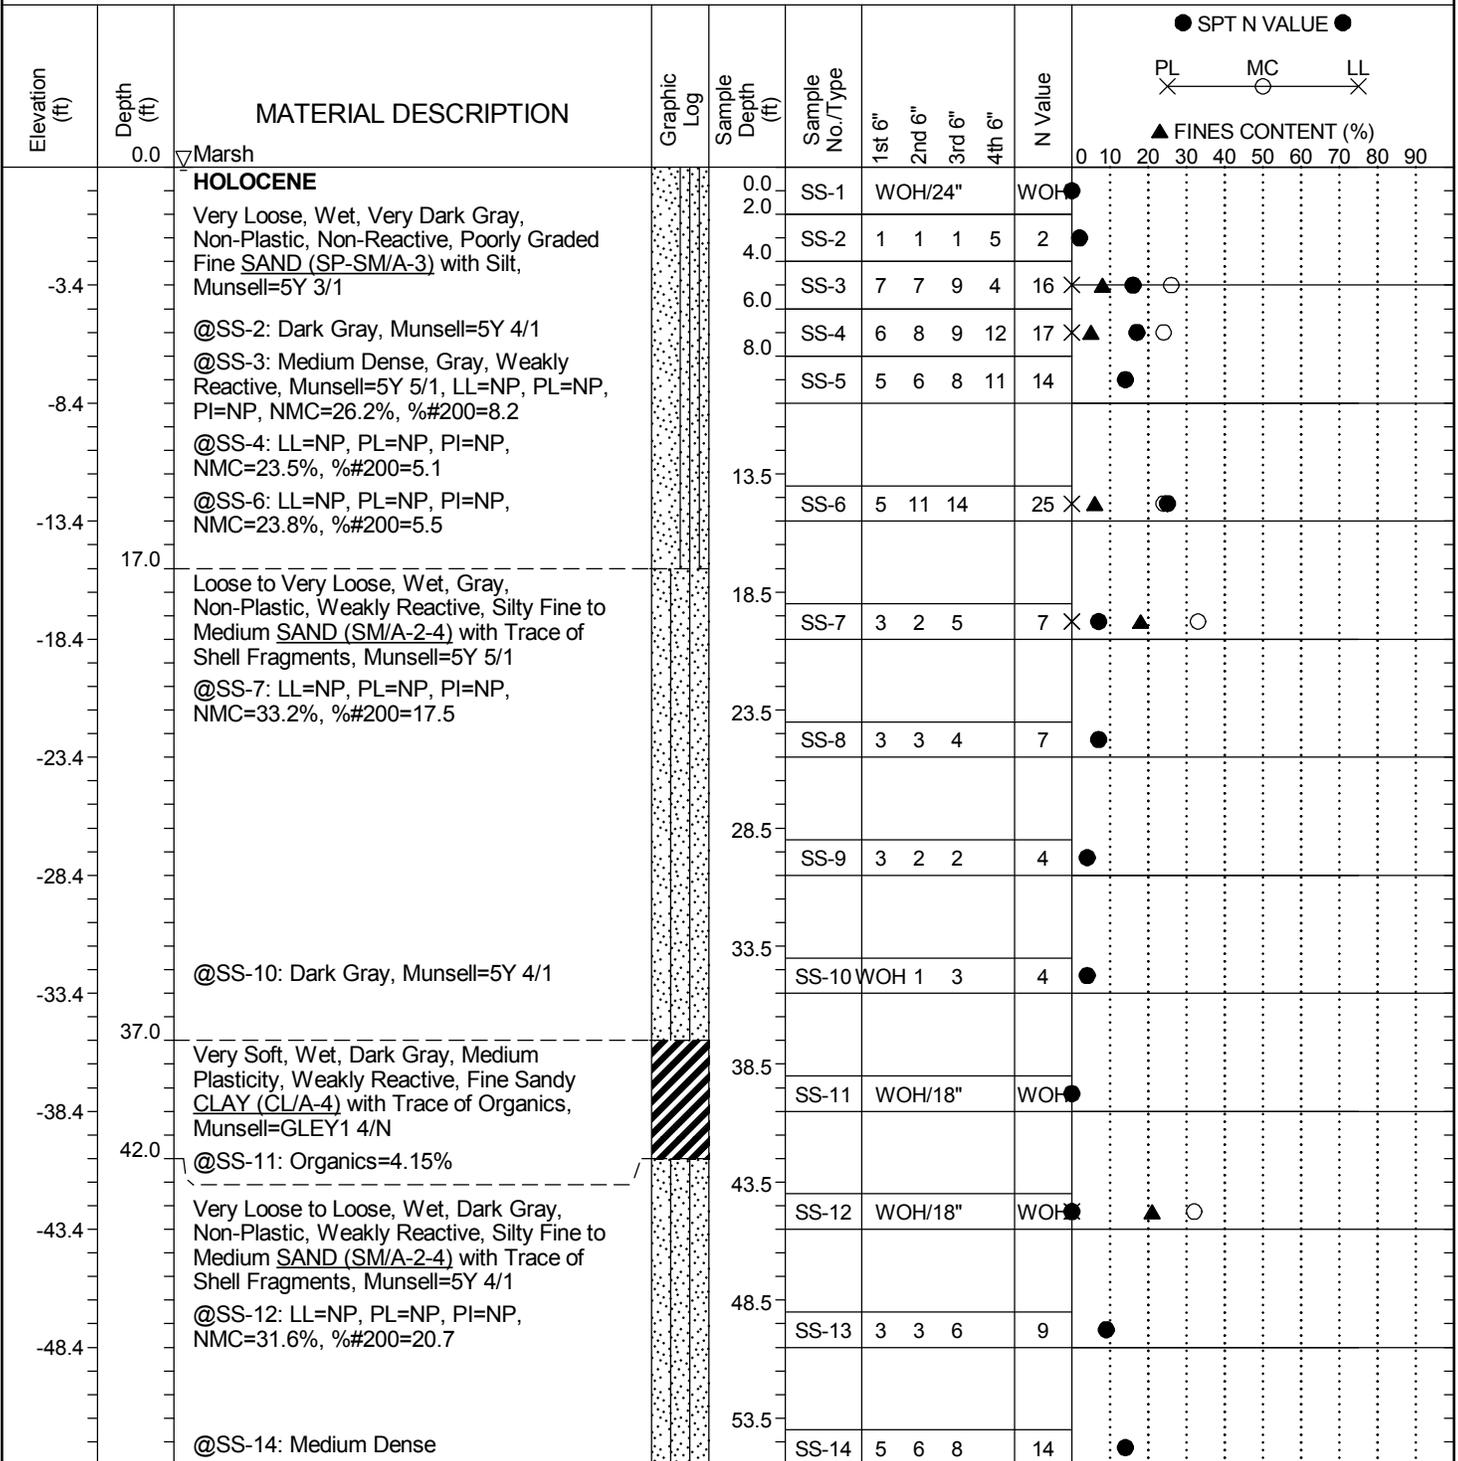 ● SPT N VALUE ●
PL MC LL
▲ FINES CONTENT (%)
0 10 20 30 40 50 60 70 80 90
Elevation (ft)
Depth (ft)
MATERIAL DESCRIPTION
Graphic Log
Sample Depth (ft)
Sample No./Type
1st 6"
2nd 6"
3rd 6"
4th 6"
N Value
0.0 Marsh
HOLOCENE
0.0 SS-1 WOH/24" WOH
2.0
Very Loose, Wet, Very Dark Gray,
Non-Plastic, Non-Reactive, Poorly Graded
Fine SAND (SP-SM/A-3) with Silt,
Munsell=5Y 3/1
SS-2 1 1 1 5 2
4.0
-3.4
SS-3 7 7 9 4 16
6.0
@SS-2: Dark Gray, Munsell=5Y 4/1
SS-4 6 8 9 12 17
8.0
@SS-3: Medium Dense, Gray, Weakly
Reactive, Munsell=5Y 5/1, LL=NP, PL=NP,
PI=NP, NMC=26.2%, %#200=8.2
SS-5 5 6 8 11 14
-8.4
@SS-4: LL=NP, PL=NP, PI=NP,
NMC=23.5%, %#200=5.1
13.5
@SS-6: LL=NP, PL=NP, PI=NP,
NMC=23.8%, %#200=5.5
SS-6 5 11 14 25
-13.4
17.0
Loose to Very Loose, Wet, Gray,
Non-Plastic, Weakly Reactive, Silty Fine to
Medium SAND (SM/A-2-4) with Trace of
Shell Fragments, Munsell=5Y 5/1
18.5
SS-7 3 2 5 7
-18.4
@SS-7: LL=NP, PL=NP, PI=NP,
NMC=33.2%, %#200=17.5
23.5
SS-8 3 3 4 7
-23.4
28.5
SS-9 3 2 2 4
-28.4
33.5
@SS-10: Dark Gray, Munsell=5Y 4/1
SS-10 WOH 1 3 4
-33.4
37.0
Very Soft, Wet, Dark Gray, Medium
Plasticity, Weakly Reactive, Fine Sandy
CLAY (CL/A-4) with Trace of Organics,
Munsell=GLEY1 4/N
38.5
SS-11 WOH/18" WOH
-38.4
42.0
@SS-11: Organics=4.15%
43.5
Very Loose to Loose, Wet, Dark Gray,
Non-Plastic, Weakly Reactive, Silty Fine to
Medium SAND (SM/A-2-4) with Trace of
Shell Fragments, Munsell=5Y 4/1
SS-12 WOH/18" WOH
-43.4
48.5
@SS-12: LL=NP, PL=NP, PI=NP,
NMC=31.6%, %#200=20.7
SS-13 3 3 6 9
-48.4
53.5
@SS-14: Medium Dense
SS-14 5 6 8 14